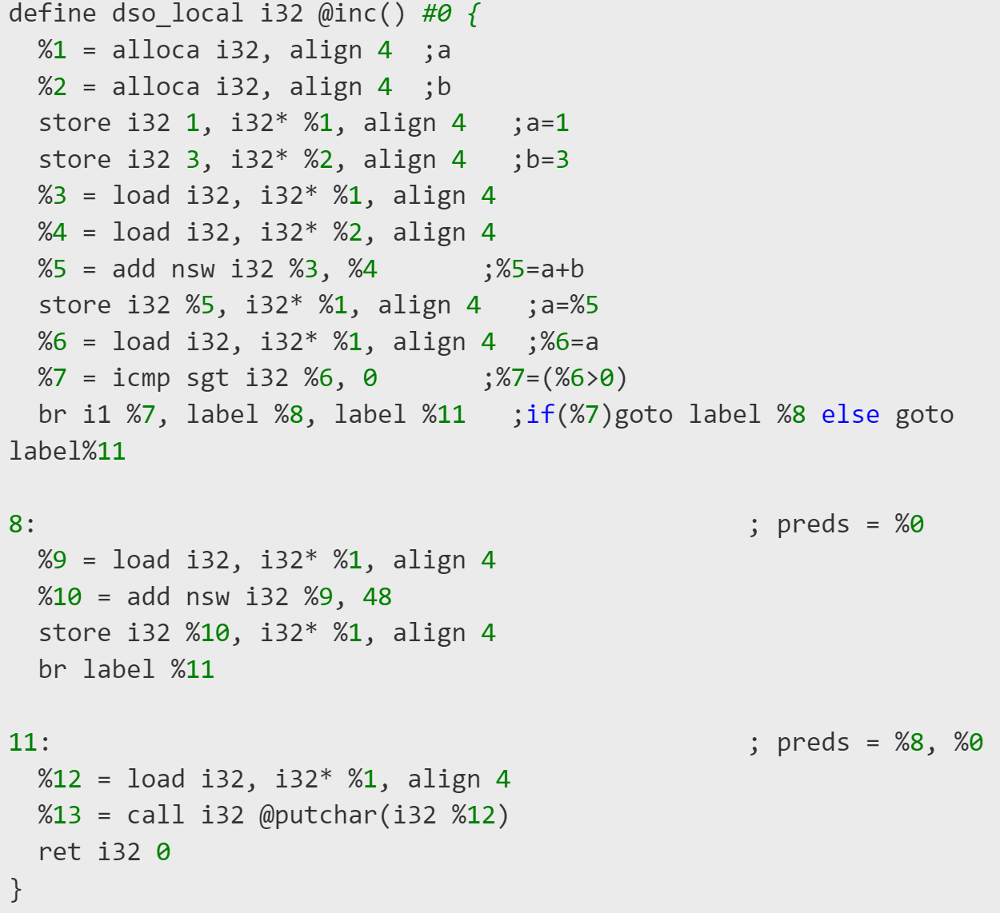 define dso_local i32 @inc() #0 {
  %1 = alloca i32, align 4  ;a
  %2 = alloca i32, align 4  ;b
  store i32 1, i32* %1, align 4   ;a=1
  store i32 3, i32* %2, align 4   ;b=3
  %3 = load i32, i32* %1, align 4
  %4 = load i32, i32* %2, align 4
  %5 = add nsw i32 %3, %4       ;%5=a+b
  store i32 %5, i32* %1, align 4   ;a=%5
  %6 = load i32, i32* %1, align 4  ;%6=a
  %7 = icmp sgt i32 %6, 0       ;%7=(%6>0)
  br i1 %7, label %8, label %11   ;if(%7)goto label %8 else goto
label%11

8:                                                ; preds = %0
  %9 = load i32, i32* %1, align 4
  %10 = add nsw i32 %9, 48
  store i32 %10, i32* %1, align 4
  br label %11

11:                                               ; preds = %8, %0
  %12 = load i32, i32* %1, align 4
  %13 = call i32 @putchar(i32 %12)
  ret i32 0
}